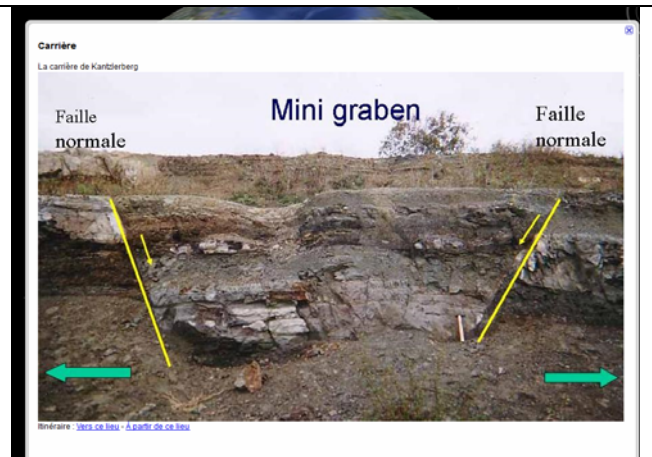 Carrière
La carrière de Kantzlerberg
Mini graben
Faille
normale
Faille
normale
Itinéraire : Vers ce lieu - À partir de ce lieu